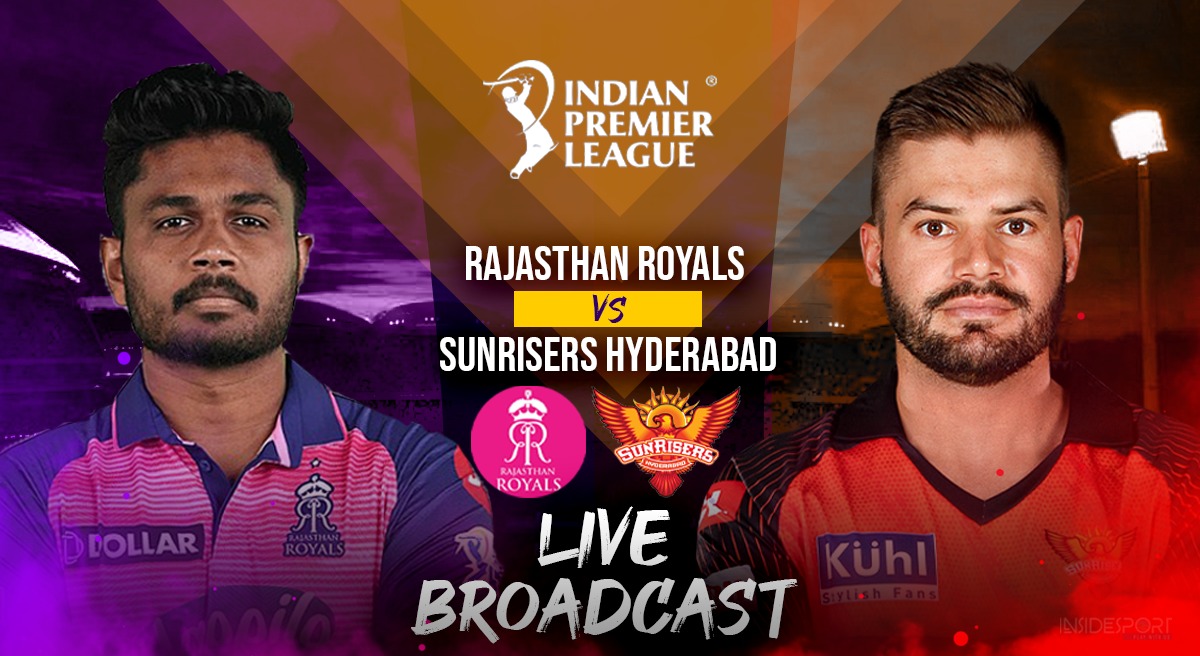 INDIAN
PREMIER
LEAGUE
®
RAJASTHAN ROYALS
VS
SUNRISERS HYDERABAD
RAJASTHAN
ROYALS
SUNRISERS
HYDERABAD
LIVE
BROADCAST
DOLLAR
RAJASTHAN
ROYALS
Kühl
Stylish Fans
INSIDESPORT